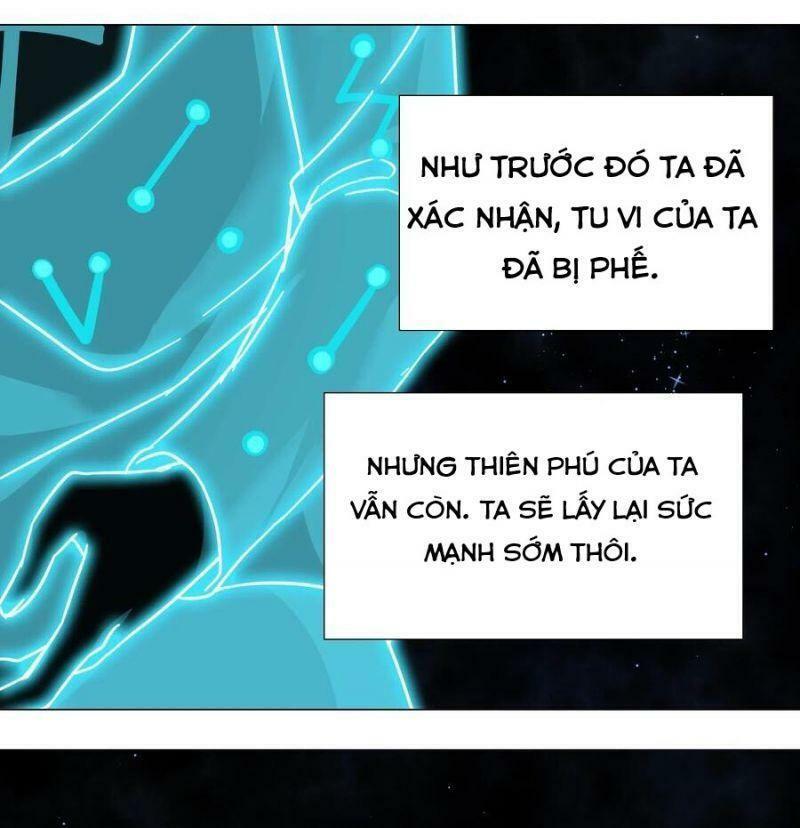 NHƯ TRƯỚC ĐÓ TA ĐÃ
XÁC NHẬN, TU VI CỦA TA
ĐÃ BỊ PHẾ.
NHƯNG THIÊN PHÚ CỦA TA
VẪN CÒN. TA SẼ LẤY LẠI SỨC
MẠNH SỚM THÔI.